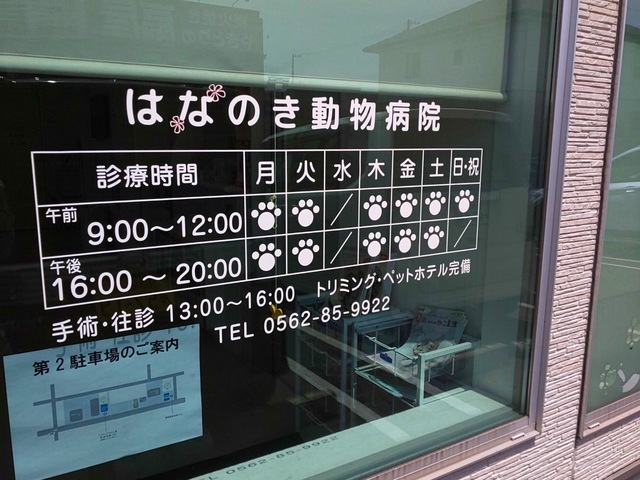 はなのき動物病院
診療時間 月 火 水 木 金 土 日・祝
午前 9:00～12:00 ／
午後 16:00～20:00 ／ ／
手術・往診 13:00～16:00 トリミング・ペットホテル完備
TEL 0562-85-9922
第2駐車場のご案内
0562-85-9922